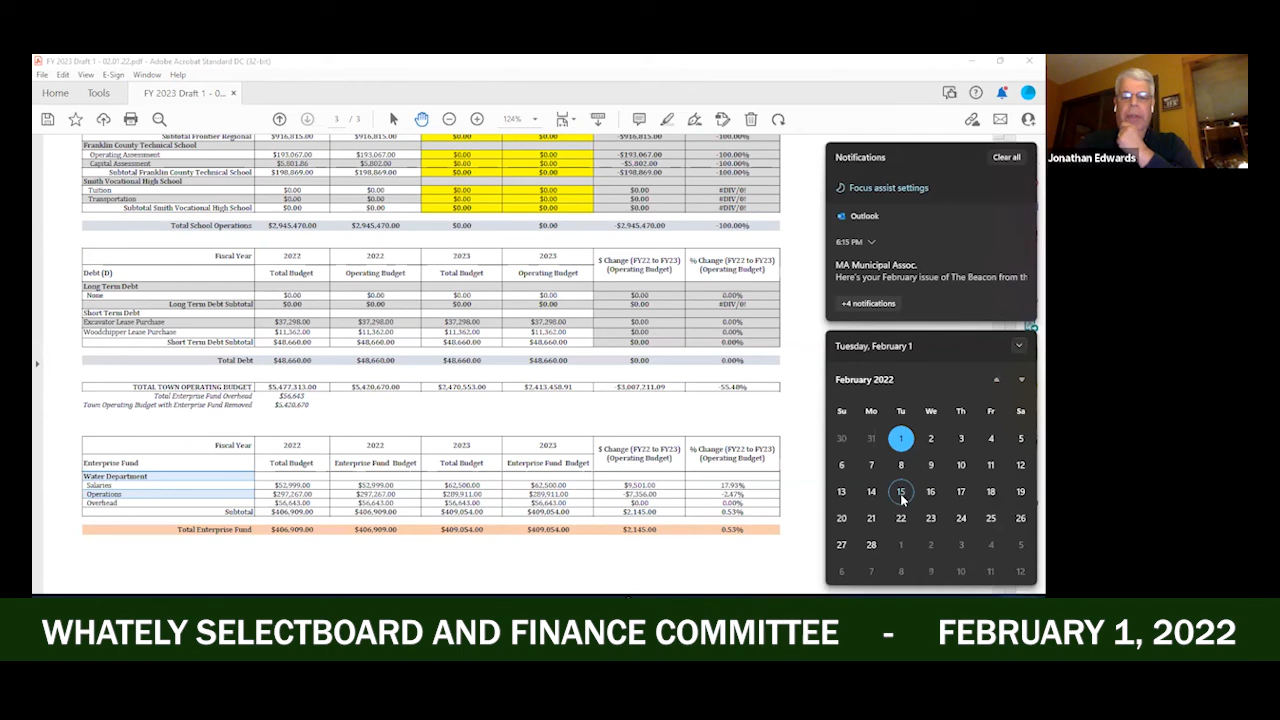 FY 2023 Draft 1 - 02.01.22.pdf - Adobe Acrobat Standard DC (32-bit)
File Edit View E-Sign Window Help
Home Tools FY 2023 Draft 1 - 0... ×
3 / 3 124%
Subtotal Frontier Regional $916,815.00 $916,815.00 $0.00 $0.00 -$916,815.00 -100.00%
Franklin County Technical School
Operating Assessment $193,067.00 $193,067.00 $0.00 $0.00 -$193,067.00 -100.00%
Capital Assessment $5,801.86 $5,802.00 $0.00 $0.00 -$5,802.00 -100.00%
Subtotal Franklin County Technical School $198,869.00 $198,869.00 $0.00 $0.00 -$198,869.00 -100.00%
Smith Vocational High School
Tuition $0.00 $0.00 $0.00 $0.00 $0.00 #DIV/0!
Transportation $0.00 $0.00 $0.00 $0.00 $0.00 #DIV/0!
Subtotal Smith Vocational High School $0.00 $0.00 $0.00 $0.00 $0.00 #DIV/0!
Total School Operations $2,945,470.00 $2,945,470.00 $0.00 $0.00 -$2,945,470.00 -100.00%
Fiscal Year 2022 2022 2023 2023 $ Change (FY22 to FY23) % Change (FY22 to FY23)
Debt (D) Total Budget Operating Budget Total Budget Operating Budget (Operating Budget) (Operating Budget)
Long Term Debt
None $0.00 $0.00 $0.00 $0.00 $0.00 0.00%
Long Term Debt Subtotal $0.00 $0.00 $0.00 $0.00 $0.00 #DIV/0!
Short Term Debt
Excavator Lease Purchase $37,298.00 $37,298.00 $37,298.00 $37,298.00 $0.00 0.00%
Woodchipper Lease Purchase $11,362.00 $11,362.00 $11,362.00 $11,362.00 $0.00 0.00%
Short Term Debt Subtotal $48,660.00 $48,660.00 $48,660.00 $48,660.00 $0.00 0.00%
Total Debt $48,660.00 $48,660.00 $48,660.00 $48,660.00 $0.00 0.00%
TOTAL TOWN OPERATING BUDGET $5,477,313.00 $5,420,670.00 $2,470,553.00 $2,413,458.91 -$3,007,211.09 -55.48%
Total Enterprise Fund Overhead $56,643
Town Operating Budget with Enterprise Fund Removed $5,420,670
Fiscal Year 2022 2022 2023 2023 $ Change (FY22 to FY23) % Change (FY22 to FY23)
Enterprise Fund Total Budget Enterprise Fund Budget Total Budget Enterprise Fund Budget (Operating Budget) (Operating Budget)
Water Department
Salaries $52,999.00 $52,999.00 $62,500.00 $62,500.00 $9,501.00 17.93%
Operations $297,267.00 $297,267.00 $289,911.00 $289,911.00 -$7,356.00 -2.47%
Overhead $56,643.00 $56,643.00 $56,643.00 $56,643.00 $0.00 0.00%
Subtotal $406,909.00 $406,909.00 $409,054.00 $409,054.00 $2,145.00 0.53%
Total Enterprise Fund $406,909.00 $406,909.00 $409,054.00 $409,054.00 $2,145.00 0.53%
Notifications Clear all
Focus assist settings
Outlook
6:15 PM
MA Municipal Assoc.
Here's your February issue of The Beacon from th
+4 notifications
Tuesday, February 1
February 2022
Su Mo Tu We Th Fr Sa
30 31 1 2 3 4 5
6 7 8 9 10 11 12
13 14 15 16 17 18 19
20 21 22 23 24 25 26
27 28 1 2 3 4 5
6 7 8 9 10 11 12
Jonathan Edwards
WHATELY SELECTBOARD AND FINANCE COMMITTEE - FEBRUARY 1, 2022